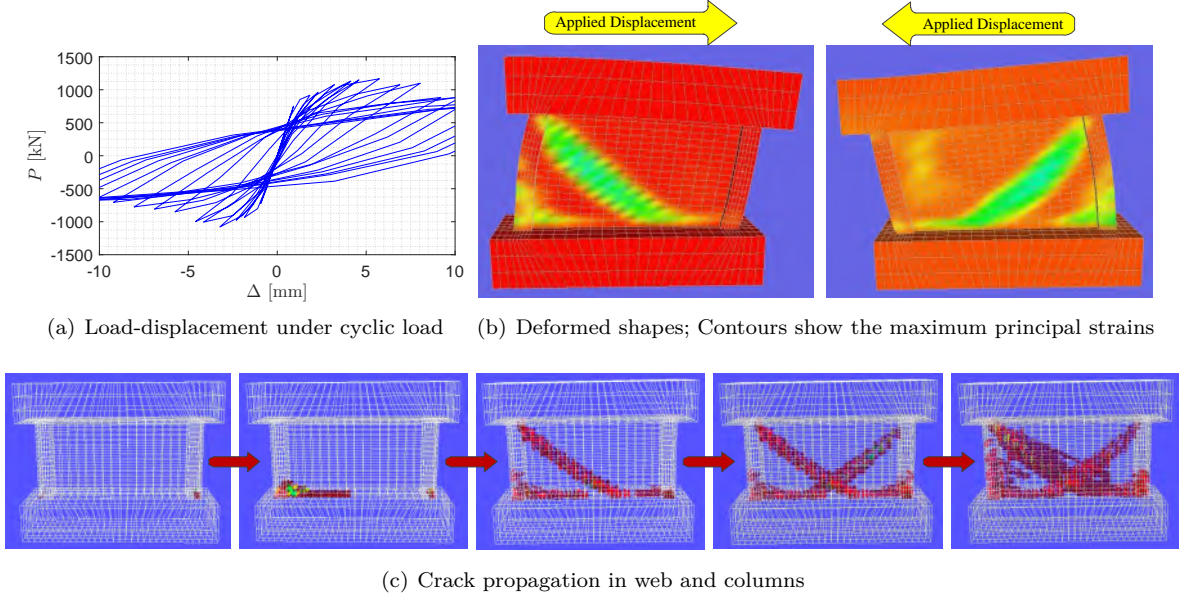 Applied Displacement
Applied Displacement
1500
1000
500
0
-500
-1000
-1500
P [kN]
-10
-5
0
5
10
Δ [mm]
(a) Load-displacement under cyclic load
(b) Deformed shapes; Contours show the maximum principal strains
(c) Crack propagation in web and columns